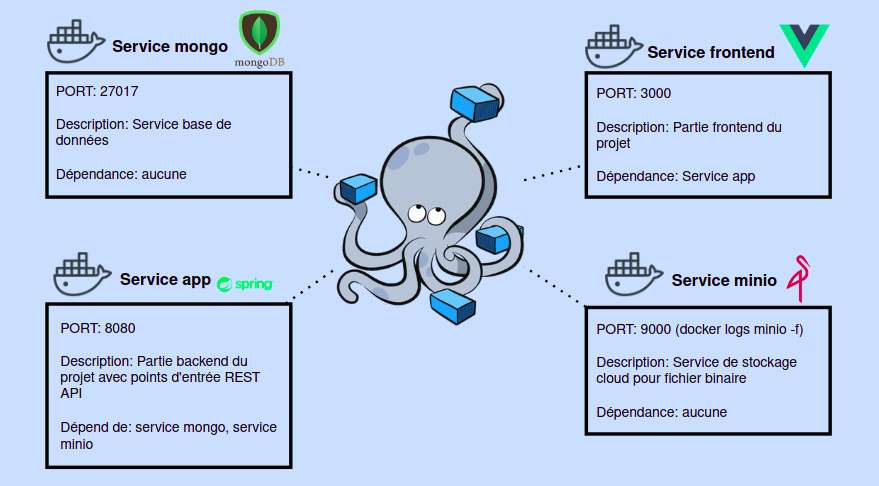 Service mongo
mongoDB
PORT: 27017
Description: Service base de
données
Dépendance: aucune
Service frontend
PORT: 3000
Description: Partie frontend du
projet
Dépendance: Service app
Service app
spring
PORT: 8080
Description: Partie backend du
projet avec points d'entrée REST
API
Dépend de: service mongo, service
minio
Service minio
PORT: 9000 (docker logs minio -f)
Description: Service de stockage
cloud pour fichier binaire
Dépendance: aucune